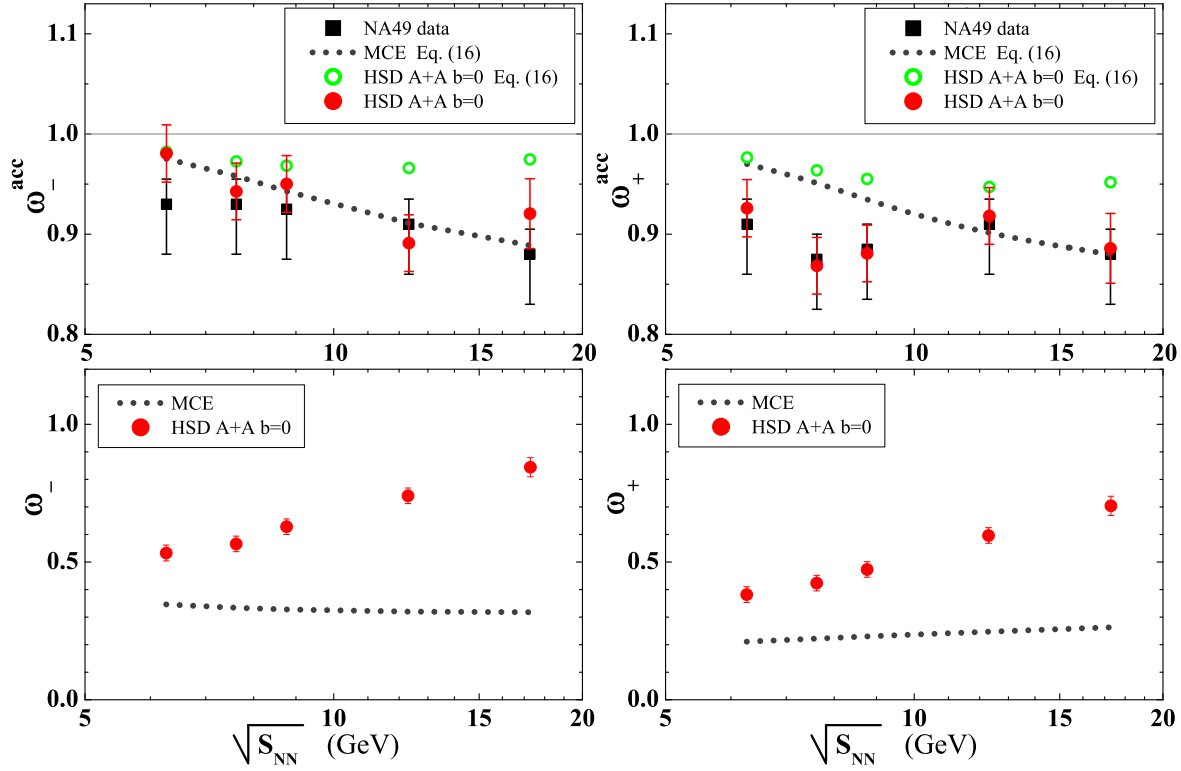 1.1
1.0
0.9
0.8
5
10
15
20
ω₋ᵃᶜᶜ
NA49 data
MCE Eq. (16)
HSD A+A b=0 Eq. (16)
HSD A+A b=0
1.1
1.0
0.9
0.8
5
10
15
20
ω₊ᵃᶜᶜ
NA49 data
MCE Eq. (16)
HSD A+A b=0 Eq. (16)
HSD A+A b=0
1.0
0.5
0.0
5
10
15
20
ω₋
MCE
HSD A+A b=0
√S_NN (GeV)
1.0
0.5
0.0
5
10
15
20
ω₊
MCE
HSD A+A b=0
√S_NN (GeV)